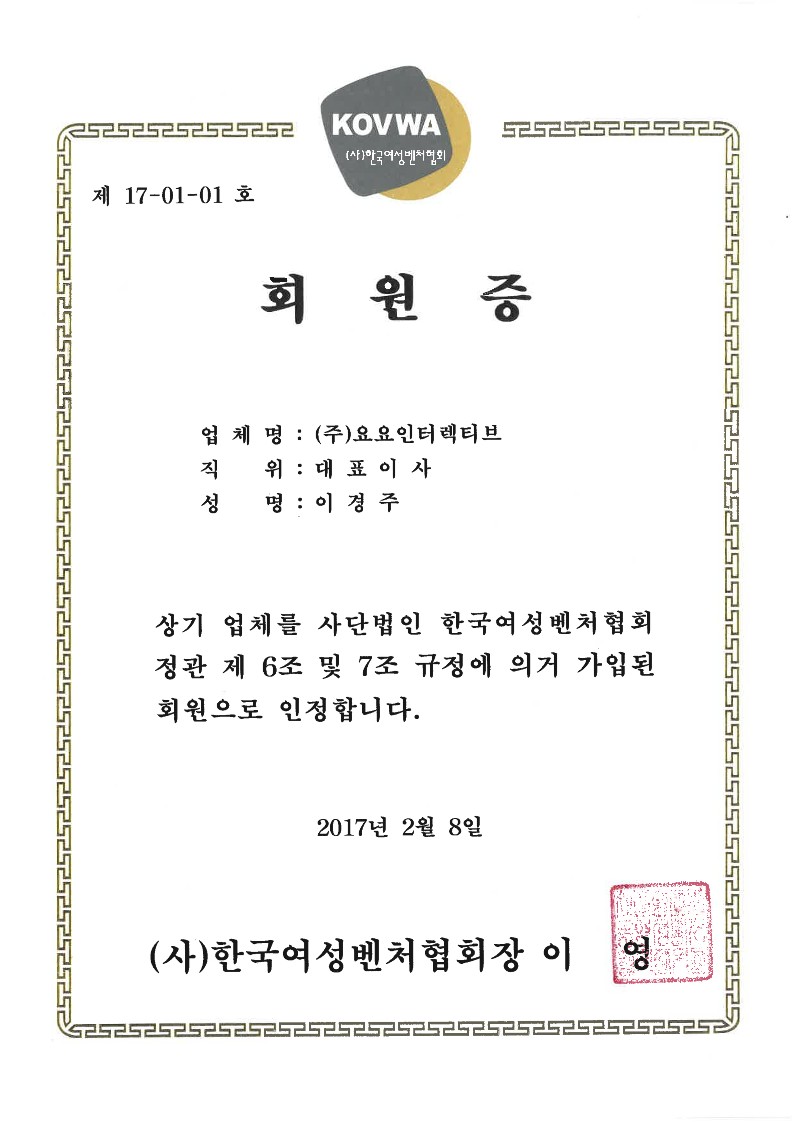 KOVWA
(사)한국여성벤처협회
제 17-01-01 호
회 원 증
업 체 명 : (주)요요인터렉티브
직 위 : 대 표 이 사
성 명 : 이 경 주
상기 업체를 사단법인 한국여성벤처협회
정관 제 6조 및 7조 규정에 의거 가입된
회원으로 인정합니다.
2017년 2월 8일
(사)한국여성벤처협회장 이 영